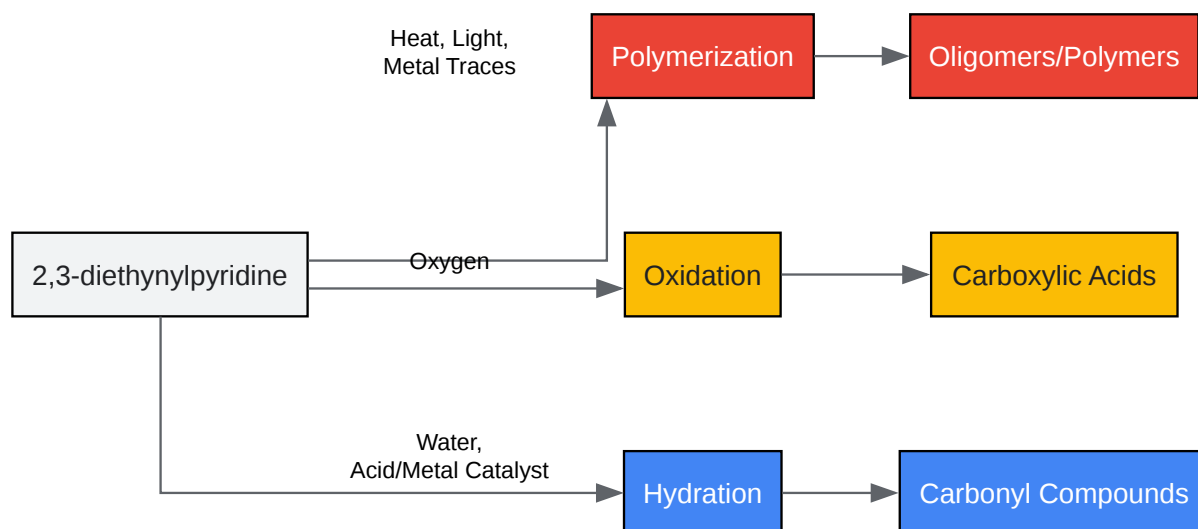 Heat, Light,
Metal Traces
Polymerization
Oligomers/Polymers
2,3-diethynylpyridine
Oxygen
Oxidation
Carboxylic Acids
Water,
Acid/Metal Catalyst
Hydration
Carbonyl Compounds